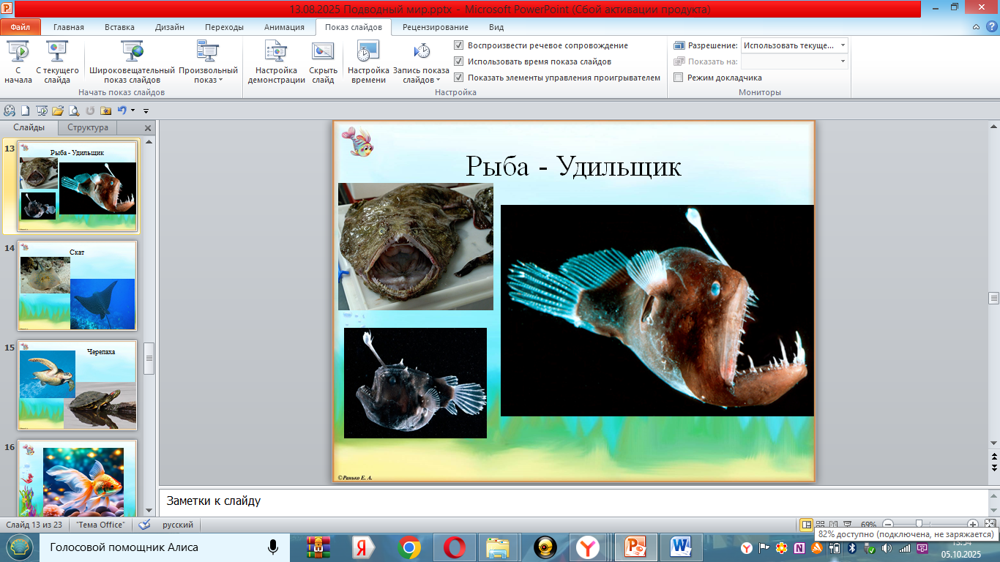 13.08.2025 Подводный мир.pptx - Microsoft PowerPoint (Сбой активации продукта)
Файл Главная Вставка Дизайн Переходы Анимация Показ слайдов Рецензирование Вид
С начала
С текущего слайда
Широковещательный показ слайдов
Произвольный показ
Начать показ слайдов
Настройка демонстрации
Скрыть слайд
Настройка времени
Запись показа слайдов
Воспроизвести речевое сопровождение
Использовать время показа слайдов
Показать элементы управления проигрывателем
Настройка
Разрешение: Использовать текуще...
Показать на:
Режим докладчика
Мониторы
Слайды Структура
13
Рыба - Удильщик
14
Скат
15
Черепаха
16
Рыба - Удильщик
©Ранько Е. А.
Заметки к слайду
Слайд 13 из 23 "Тема Office" русский 69%
82% доступно (подключена, не заряжается)
Голосовой помощник Алиса
05.10.2025